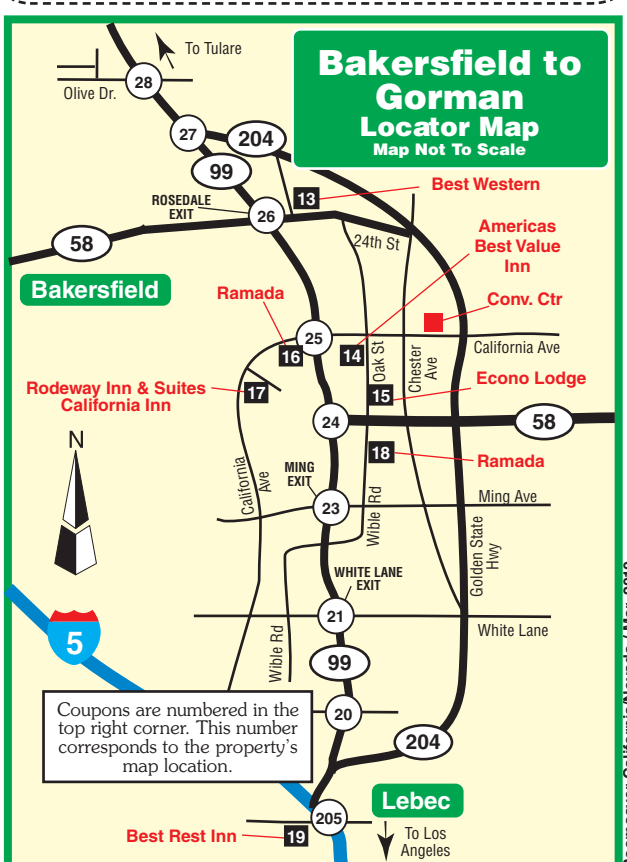 Bakersfield to
Gorman
Locator Map
Map Not To Scale
To Tulare
28
Olive Dr.
27
204
99
Best Western
13
ROSEDALE
EXIT
26
Americas
Best Value
Inn
24th St
58
Bakersfield
Ramada
Conv. Ctr
25
16
14
California Ave
Oak St
Chester
Ave
Econo Lodge
Rodeway Inn & Suites
California Inn
17
15
24
58
N
18
Ramada
California
Ave
MING
EXIT
Wible Rd
23
Ming Ave
Golden State
Hwy
WHITE LANE
EXIT
21
White Lane
5
Wible Rd
99
Coupons are numbered in the
top right corner. This number
corresponds to the property's
map location.
20
204
Lebec
205
Best Rest Inn
19
To Los
Angeles
California/Nevada / Mar. 2012